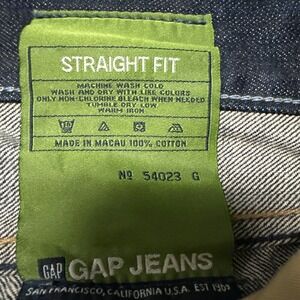 STRAIGHT FIT
MACHINE WASH COLD
WASH AND DRY WITH LIKE COLORS
ONLY NON-CHLORINE BLEACH WHEN NEEDED
TUMBLE DRY LOW
WARM IRON
MADE IN MACAU 100% COTTON
Nº 54023 G
GAP GAP JEANS
SAN FRANCISCO, CALIFORNIA U.S.A. EST 1969